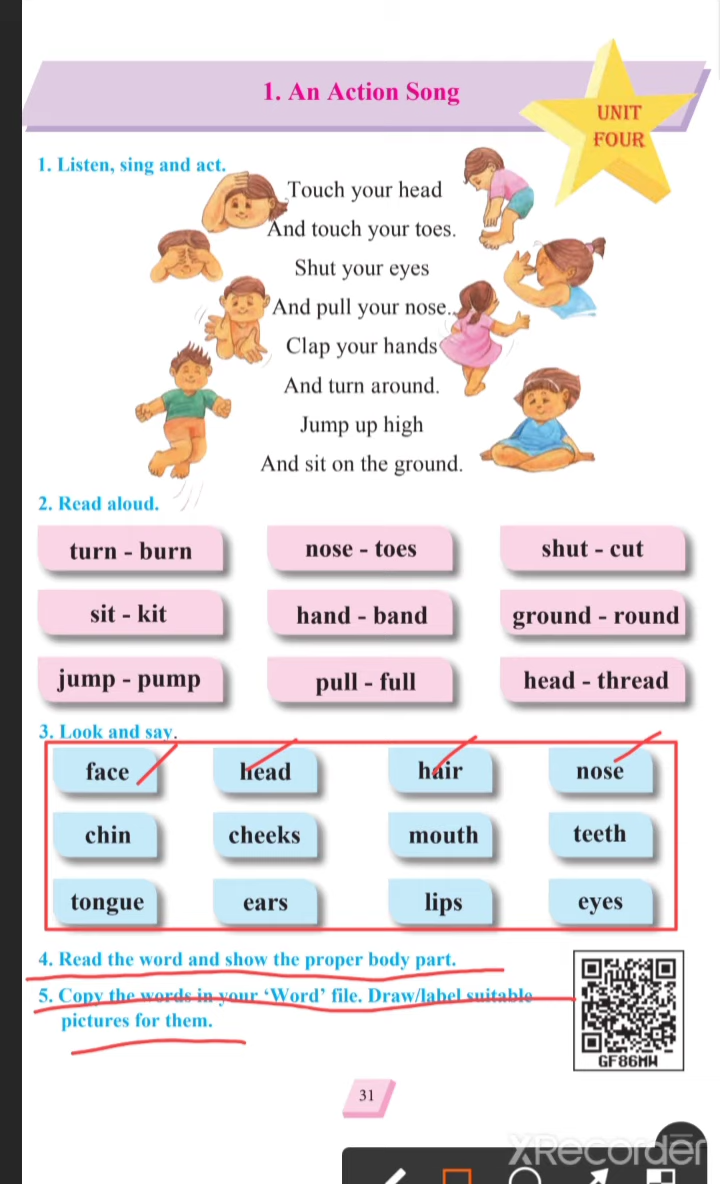 1. An Action Song
UNIT
FOUR
1. Listen, sing and act.
Touch your head
And touch your toes.
Shut your eyes
And pull your nose..
Clap your hands
And turn around.
Jump up high
And sit on the ground.
2. Read aloud.
turn - burn nose - toes shut - cut
sit - kit hand - band ground - round
jump - pump pull - full head - thread
3. Look and say.
face head hair nose
chin cheeks mouth teeth
tongue ears lips eyes
4. Read the word and show the proper body part.
5. Copy the words in your ‘Word’ file. Draw/label suitable
pictures for them.
GF86MW
31
XRecorder